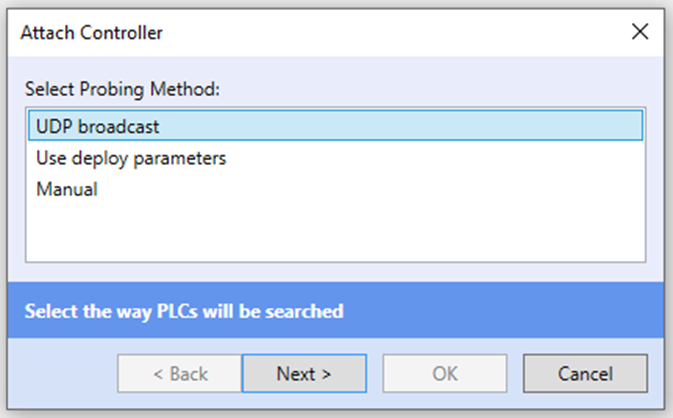 Attach Controller
Select Probing Method:
UDP broadcast
Use deploy parameters
Manual
Select the way PLCs will be searched
< Back Next > OK Cancel